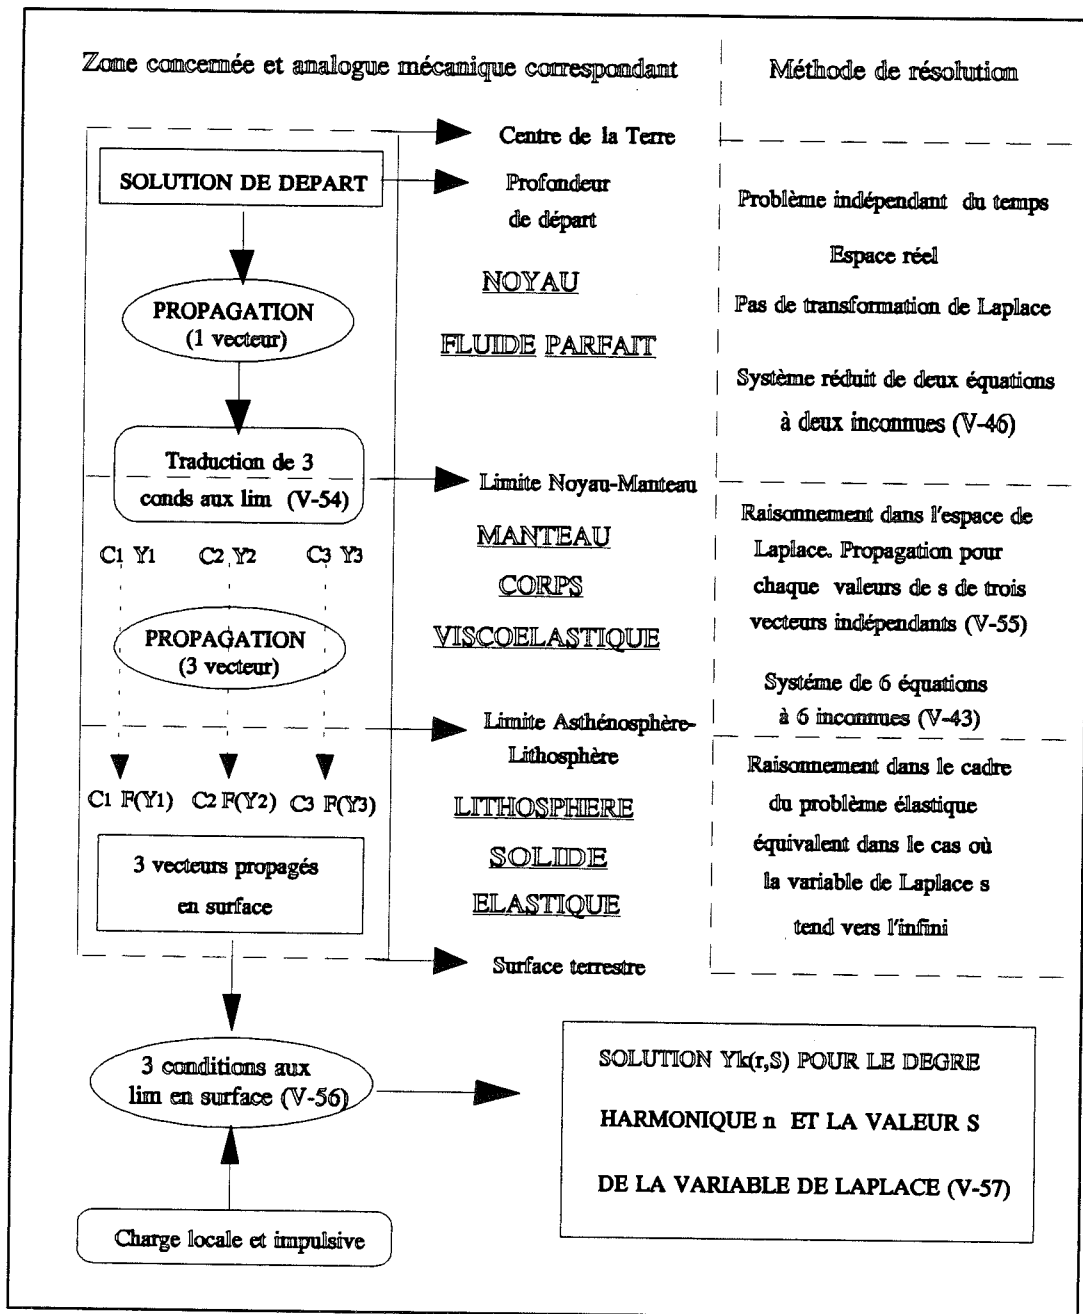 Zone concernée et analogue mécanique correspondant
Méthode de résolution
Centre de la Terre
SOLUTION DE DEPART
Profondeur
de départ
Problème indépendant du temps
Espace réel
NOYAU
Pas de transformation de Laplace
PROPAGATION
(1 vecteur)
FLUIDE PARFAIT
Système réduit de deux équations
à deux inconnues (V-46)
Traduction de 3
conds aux lim (V-54)
Limite Noyau-Manteau
Raisonnement dans l'espace de
Laplace. Propagation pour
chaque valeurs de s de trois
vecteurs indépendants (V-55)
MANTEAU
CORPS
VISCOELASTIQUE
C1 Y1 C2 Y2 C3 Y3
PROPAGATION
(3 vecteur)
Systéme de 6 équations
à 6 inconnues (V-43)
Limite Asthénosphère-
Lithosphère
Raisonnement dans le cadre
du problème élastique
équivalent dans le cas où
la variable de Laplace s
tend vers l'infini
C1 F(Y1) C2 F(Y2) C3 F(Y3)
LITHOSPHERE
SOLIDE
ELASTIQUE
3 vecteurs propagés
en surface
Surface terrestre
3 conditions aux
lim en surface (V-56)
SOLUTION Yk(r,S) POUR LE DEGRE
HARMONIQUE n ET LA VALEUR S
DE LA VARIABLE DE LAPLACE (V-57)
Charge locale et impulsive